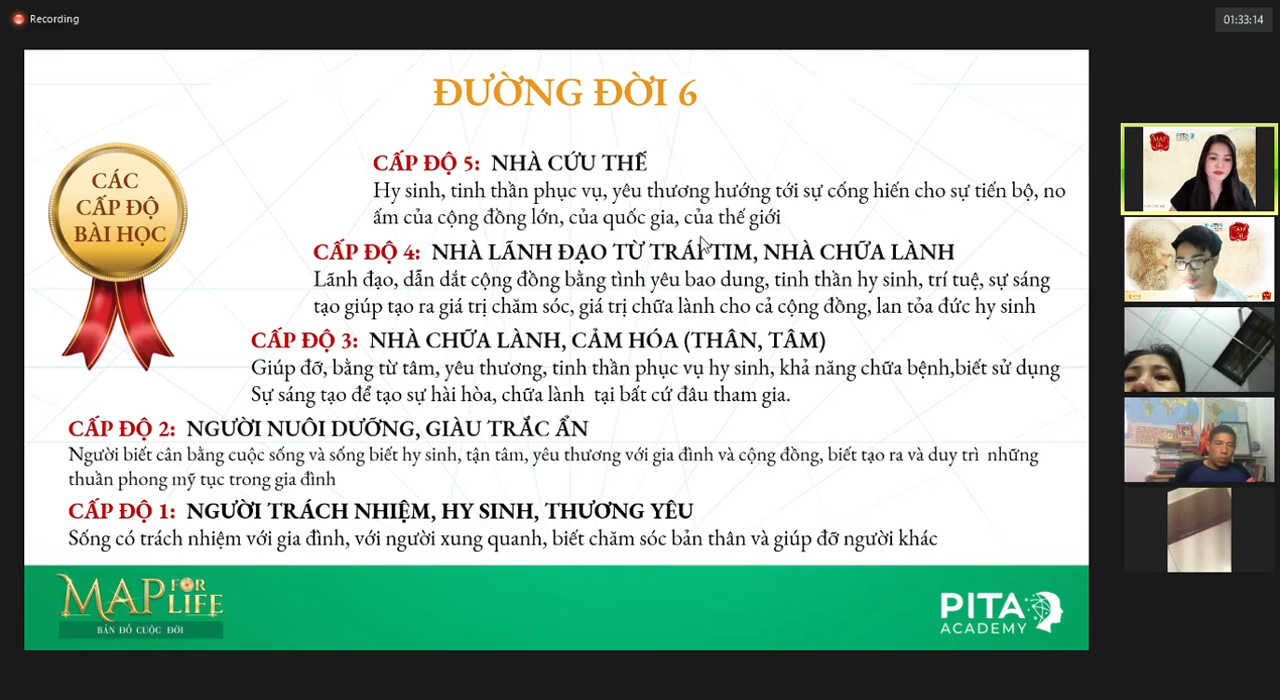 Recording
01:33:14
ĐƯỜNG ĐỜI 6
CÁC
CẤP ĐỘ
BÀI HỌC
CẤP ĐỘ 5: NHÀ CỨU THẾ
Hy sinh, tinh thần phục vụ, yêu thương hướng tới sự cống hiến cho sự tiến bộ, no
ấm của cộng đồng lớn, của quốc gia, của thế giới
CẤP ĐỘ 4: NHÀ LÃNH ĐẠO TỪ TRÁI TIM, NHÀ CHỮA LÀNH
Lãnh đạo, dẫn dắt cộng đồng bằng tình yêu bao dung, tinh thần hy sinh, trí tuệ, sự sáng
tạo giúp tạo ra giá trị chăm sóc, giá trị chữa lành cho cả cộng đồng, lan tỏa đức hy sinh
CẤP ĐỘ 3: NHÀ CHỮA LÀNH, CẢM HÓA (THÂN, TÂM)
Giúp đỡ, bằng từ tâm, yêu thương, tinh thần phục vụ hy sinh, khả năng chữa bệnh,biết sử dụng
Sự sáng tạo để tạo sự hài hòa, chữa lành tại bất cứ đâu tham gia.
CẤP ĐỘ 2: NGƯỜI NUÔI DƯỠNG, GIÀU TRẮC ẨN
Người biết cân bằng cuộc sống và sống biết hy sinh, tận tâm, yêu thương với gia đình và cộng đồng, biết tạo ra và duy trì những
thuần phong mỹ tục trong gia đình
CẤP ĐỘ 1: NGƯỜI TRÁCH NHIỆM, HY SINH, THƯƠNG YÊU
Sống có trách nhiệm với gia đình, với người xung quanh, biết chăm sóc bản thân và giúp đỡ người khác
MAP FOR LIFE
BẢN ĐỒ CUỘC ĐỜI
PITA
ACADEMY